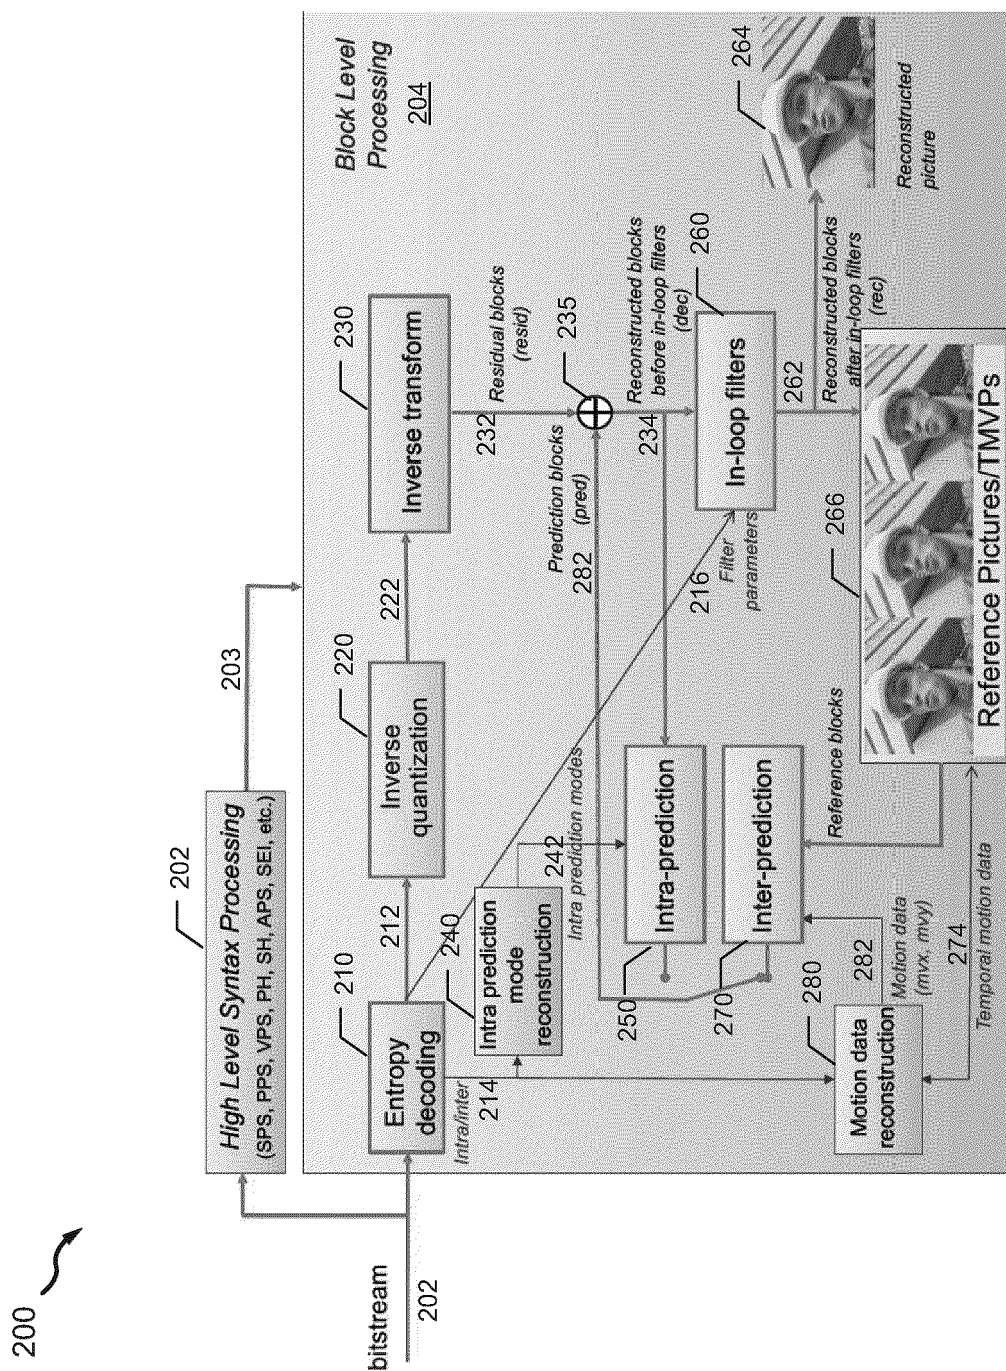 200
bitstream
202
202
High Level Syntax Processing
(SPS, PPS, VPS, PH, SH, APS, SEI, etc.)
203
Block Level
Processing
204
210
Entropy
decoding
212
220
Inverse
quantization
222
230
Inverse transform
Intra/inter
214
240
Intra prediction
mode
reconstruction
242
Intra prediction modes
232
Residual blocks
(resid)
Prediction blocks
(pred)
282
235
234
Reconstructed blocks
before in-loop filters
(dec)
250
Intra-prediction
270
Inter-prediction
216
Filter
parameters
260
In-loop filters
262
Reconstructed blocks
after in-loop filters
(rec)
264
Reconstructed
picture
280
Motion data
reconstruction
282
Motion data
(mvx, mvy)
274
Temporal motion data
Reference blocks
266
Reference Pictures/TMVPs